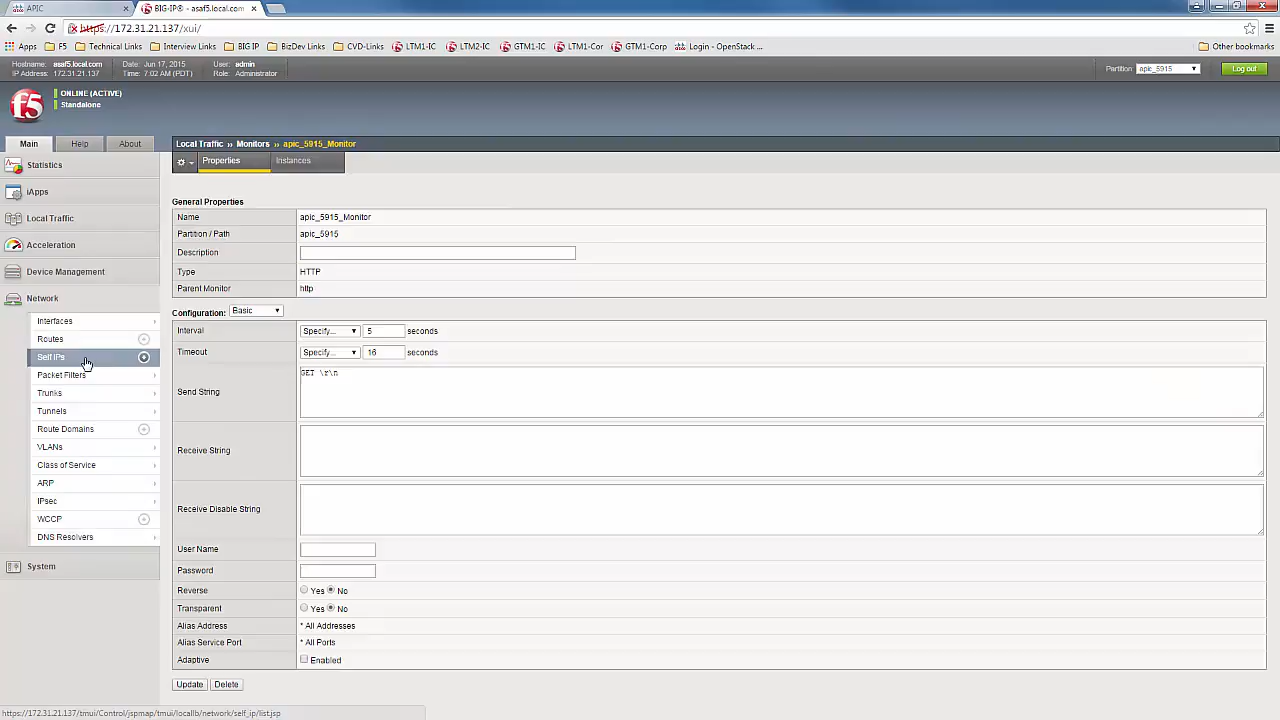 APIC
BIG-IP® - asaf5.local.com
https://172.31.21.137/xui/
Apps F5 Technical Links Interview Links BIG IP BizDev Links CVD-Links LTM1-IC LTM2-IC GTM1-IC LTM1-Cor GTM1-Corp Login - OpenStack ... Other bookmarks
Hostname: asaf5.local.com Date: Jun 17, 2015 User: admin
IP Address: 172.31.21.137 Time: 7:02 AM (PDT) Role: Administrator
Partition: apic_5915 Log out
f5
ONLINE (ACTIVE)
Standalone
Main Help About
Local Traffic ›› Monitors ›› apic_5915_Monitor
Properties Instances
Statistics
iApps
Local Traffic
Acceleration
Device Management
Network
Interfaces
Routes
Self IPs
Packet Filters
Trunks
Tunnels
Route Domains
VLANs
Class of Service
ARP
IPsec
WCCP
DNS Resolvers
System
General Properties
Name apic_5915_Monitor
Partition / Path apic_5915
Description
Type HTTP
Parent Monitor http
Configuration: Basic
Interval Specify... 5 seconds
Timeout Specify... 16 seconds
Send String GET \r\n
Receive String
Receive Disable String
User Name
Password
Reverse Yes No
Transparent Yes No
Alias Address * All Addresses
Alias Service Port * All Ports
Adaptive Enabled
Update Delete
https://172.31.21.137/tmui/Control/jspmap/tmui/locallb/network/self_ip/list.jsp